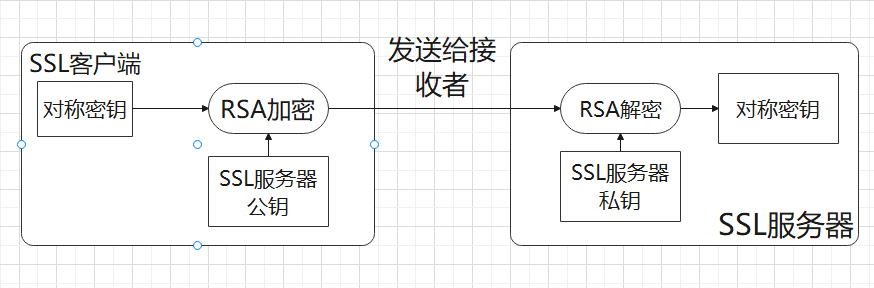 SSL客户端
对称密钥
RSA加密
SSL服务器
公钥
发送给接
收者
RSA解密
对称密钥
SSL服务器
私钥
SSL服务器